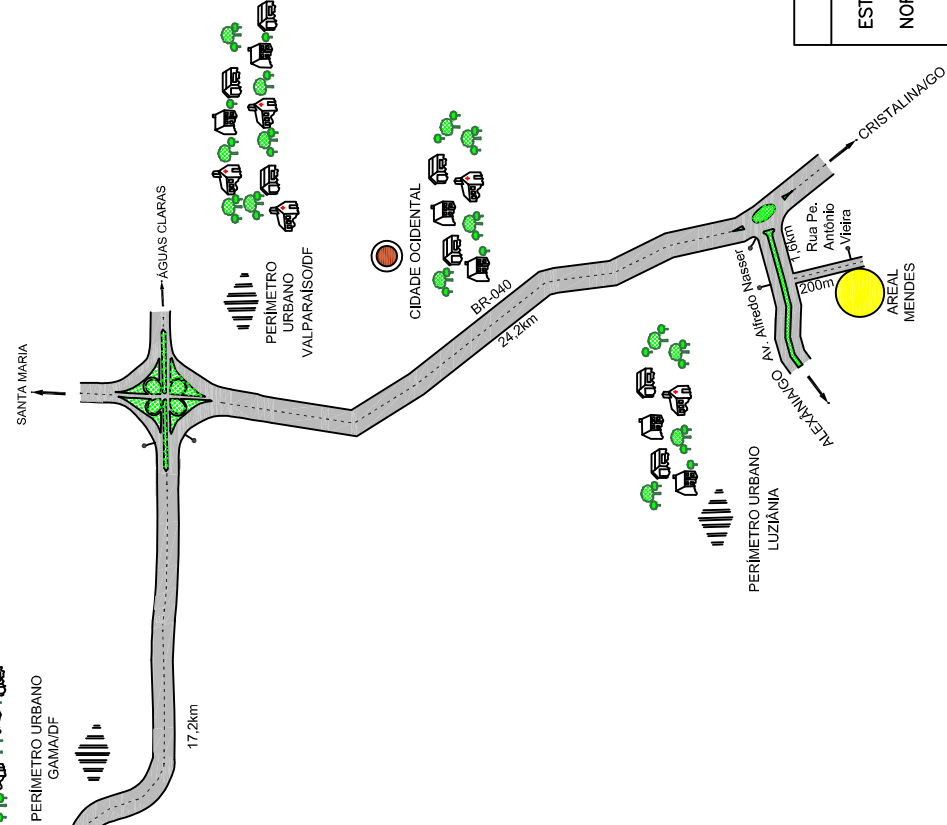 SANTA MARIA
ÁGUAS CLARAS
PERÍMETRO
URBANO
VALPARAÍSO/DF
CIDADE OCIDENTAL
BR-040
24,2km
PERÍMETRO URBANO
GAMA/DF
17,2km
EST
NOR
CRISTALINA/GO
Av. Alfredo Nasser
1,6km
Rua Pe.
Antônio
Vieira
200m
AREAL
MENDES
ALEXANIA/GO
PERÍMETRO URBANO
LUZIÂNIA